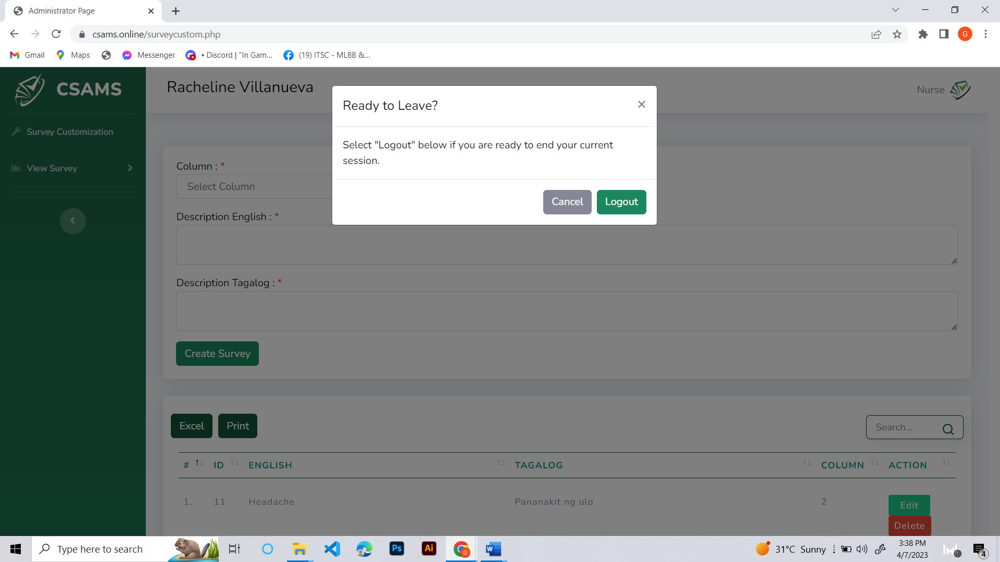 Administrator Page
csams.online/surveycustom.php
G
Gmail
Maps
Messenger
• Discord | "In Gam...
(19) ITSC - MLBB &...
CSAMS
Racheline Villanueva
Nurse
Ready to Leave?
Select "Logout" below if you are ready to end your current
session.
Cancel
Logout
Survey Customization
View Survey
Column : *
Select Column
Description English : *
Description Tagalog : *
Create Survey
Excel
Print
Search...
# ID ENGLISH TAGALOG COLUMN ACTION
1. 11 Headache Pananakit ng ulo 2 Edit
Delete
Type here to search
Ps
Ai
G
W
31°C Sunny
3:38 PM
4/7/2023
1
4